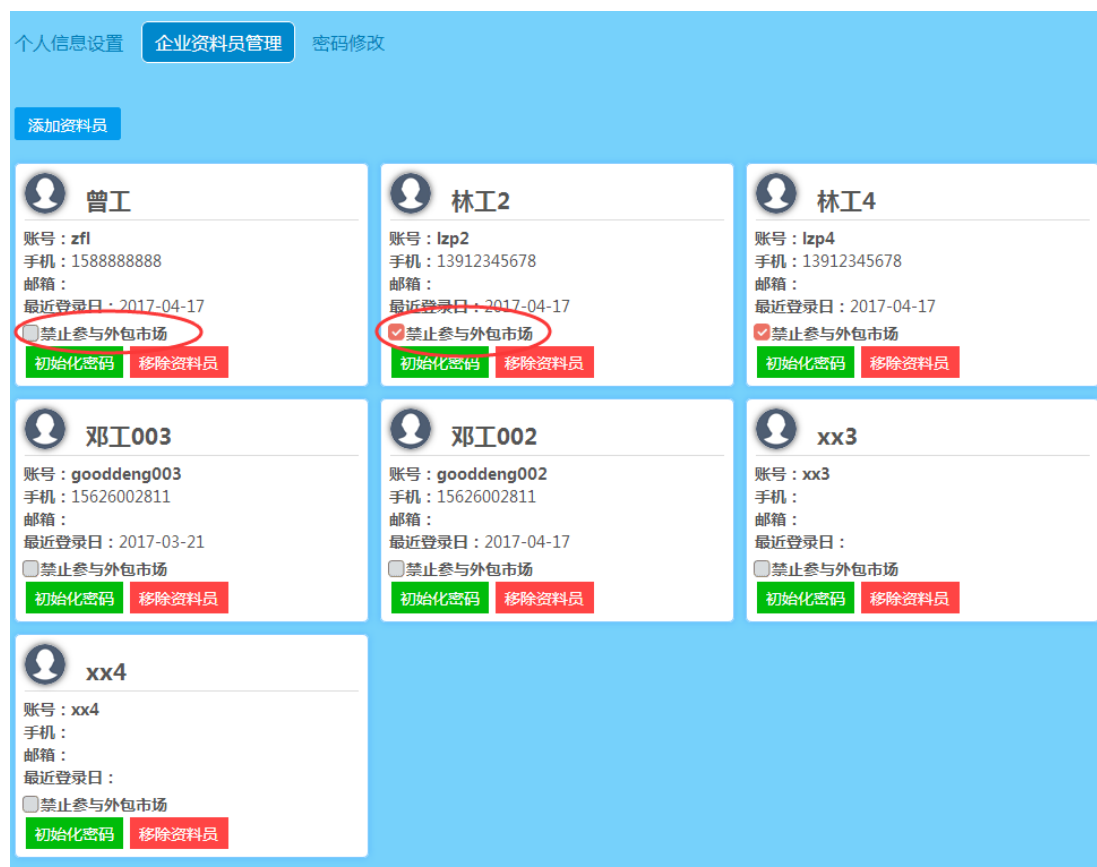 个人信息设置 企业资料员管理 密码修改
添加资料员
曾工
账号：zfl
手机：1588888888
邮箱：
最近登录日：2017-04-17
禁止参与外包市场
初始化密码 移除资料员
林工2
账号：lzp2
手机：13912345678
邮箱：
最近登录日：2017-04-17
禁止参与外包市场
初始化密码 移除资料员
林工4
账号：lzp4
手机：13912345678
邮箱：
最近登录日：2017-04-17
禁止参与外包市场
初始化密码 移除资料员
邓工003
账号：gooddeng003
手机：15626002811
邮箱：
最近登录日：2017-03-21
禁止参与外包市场
初始化密码 移除资料员
邓工002
账号：gooddeng002
手机：15626002811
邮箱：
最近登录日：2017-04-17
禁止参与外包市场
初始化密码 移除资料员
xx3
账号：xx3
手机：
邮箱：
最近登录日：
禁止参与外包市场
初始化密码 移除资料员
xx4
账号：xx4
手机：
邮箱：
最近登录日：
禁止参与外包市场
初始化密码 移除资料员